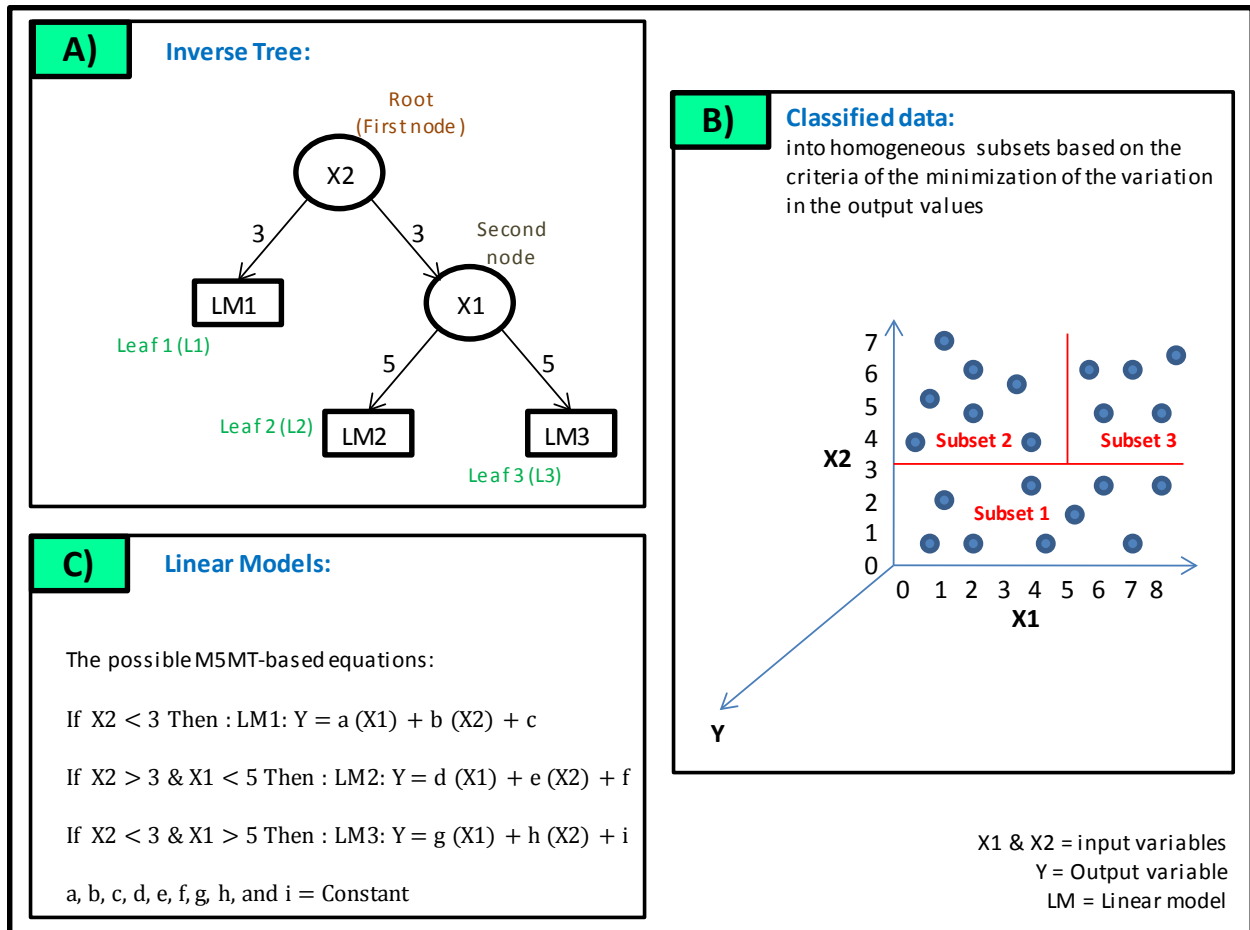 A)
Inverse Tree:
Root
(First node)
X2
3
3
Second
node
LM1
X1
Leaf 1 (L1)
5
5
Leaf 2 (L2)
LM2
LM3
Leaf 3 (L3)
B)
Classified data:
into homogeneous subsets based on the
criteria of the minimization of the variation
in the output values
7
6
5
4
3
2
1
0
X2
Subset 2
Subset 3
Subset 1
0 1 2 3 4 5 6 7 8
X1
Y
C)
Linear Models:
The possible M5MT-based equations:
If X2 < 3 Then : LM1: Y = a (X1) + b (X2) + c
If X2 > 3 & X1 < 5 Then : LM2: Y = d (X1) + e (X2) + f
If X2 < 3 & X1 > 5 Then : LM3: Y = g (X1) + h (X2) + i
a, b, c, d, e, f, g, h, and i = Constant
X1 & X2 = input variables
Y = Output variable
LM = Linear model